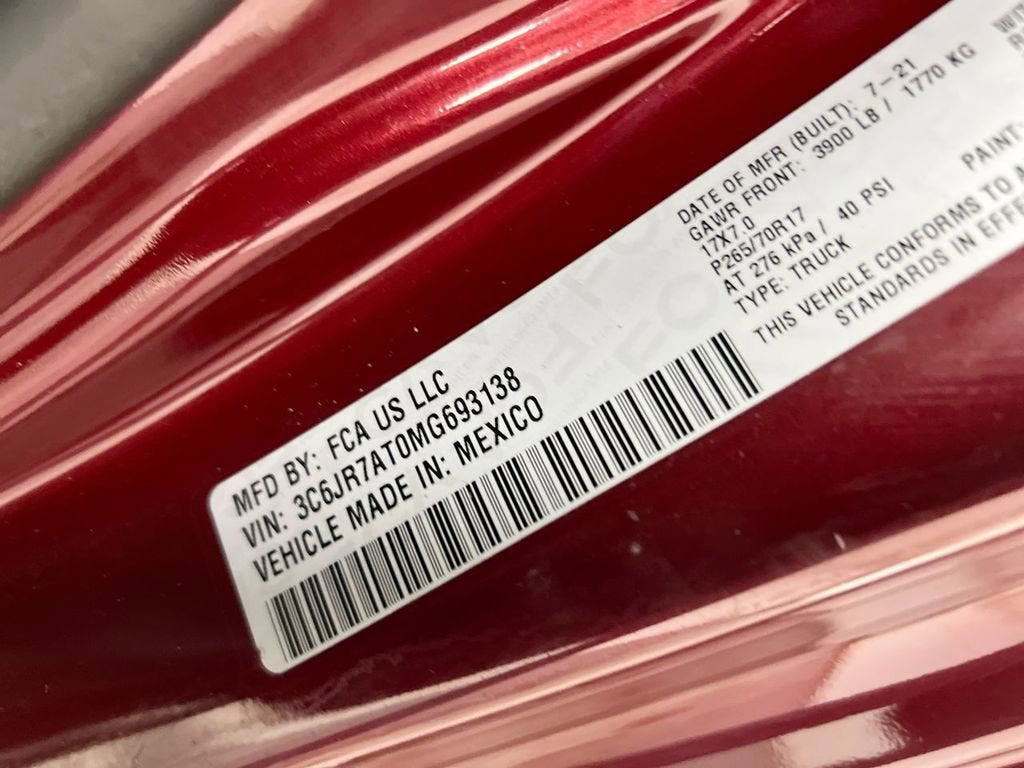 MFD BY: FCA US LLC
VIN: 3C6JR7AT0MG693138
VEHICLE MADE IN: MEXICO
DATE OF MFR (BUILT): 7-21
GAWR FRONT: 3900 LB / 1770 KG
17X7.0
P265/70R17
AT 276 kPa / 40 PSI
TYPE: TRUCK
PAINT:
THIS VEHICLE CONFORMS TO
STANDARDS IN